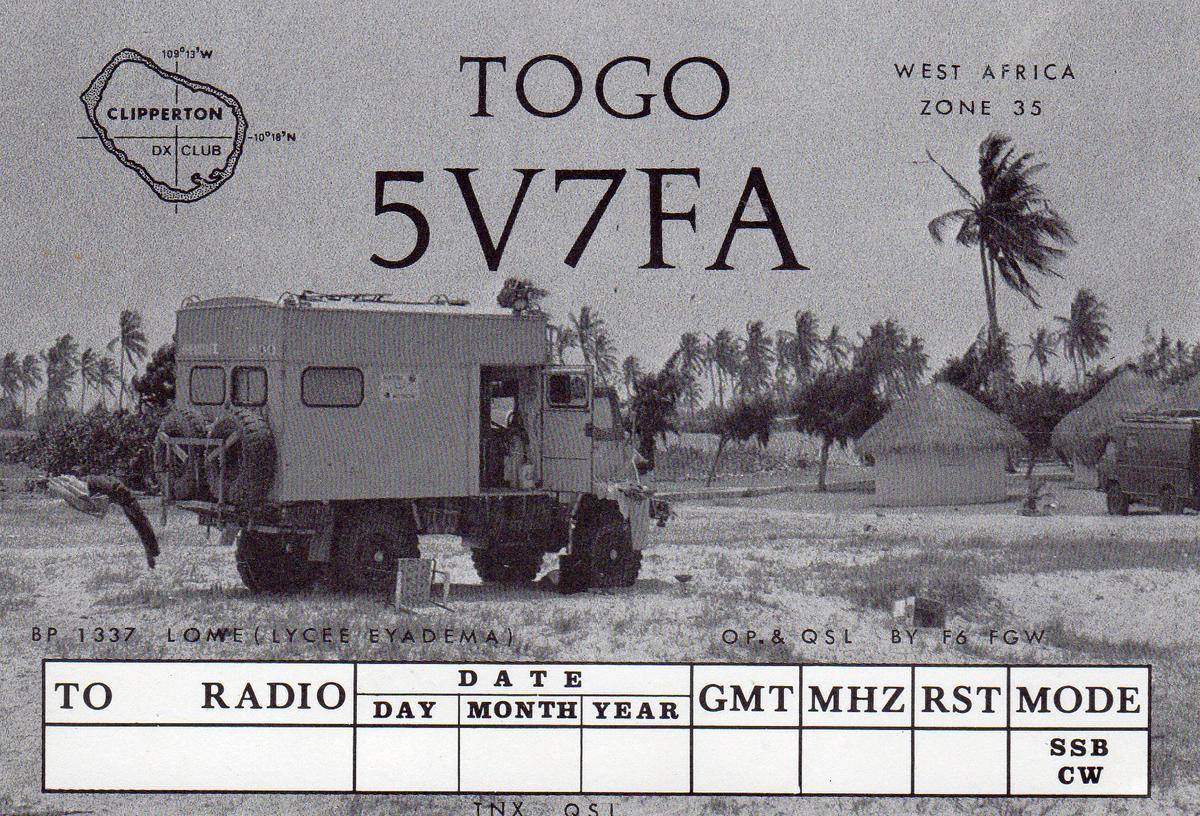 109°13'W
CLIPPERTON
-10°18'N
DX CLUB
TOGO
5V7FA
WEST AFRICA
ZONE 35
BP 1337 LOME (LYCEE EYADEMA)
OP. & QSL BY F6 FGW
TO RADIO
DATE
DAY MONTH YEAR
GMT MHZ RST MODE
SSB
CW
TNX QSL